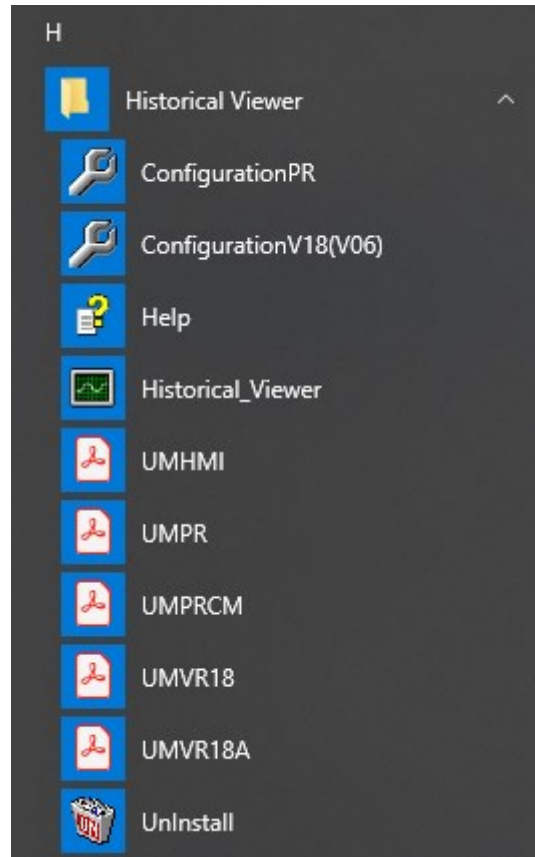 H
Historical Viewer
ConfigurationPR
ConfigurationV18(V06)
Help
Historical_Viewer
UMHMI
UMPR
UMPRCM
UMVR18
UMVR18A
UnInstall